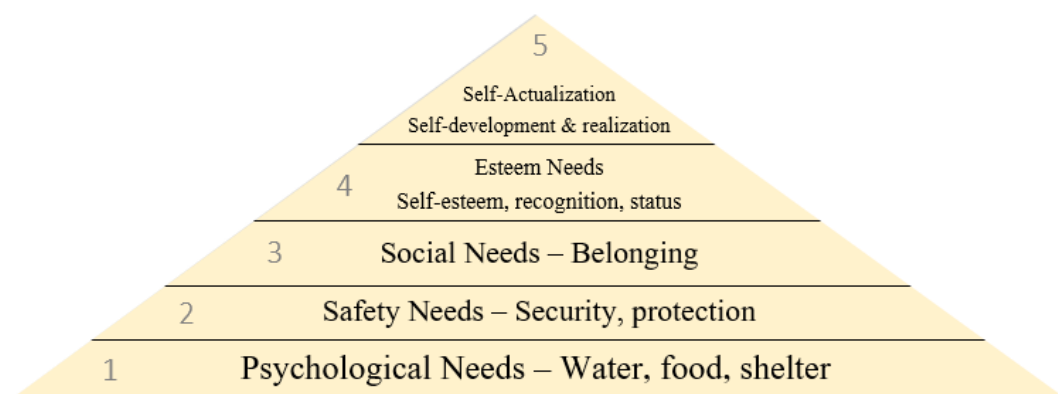 5
Self-Actualization
Self-development & realization
Esteem Needs
4
Self-esteem, recognition, status
3 Social Needs – Belonging
2 Safety Needs – Security, protection
1 Psychological Needs – Water, food, shelter